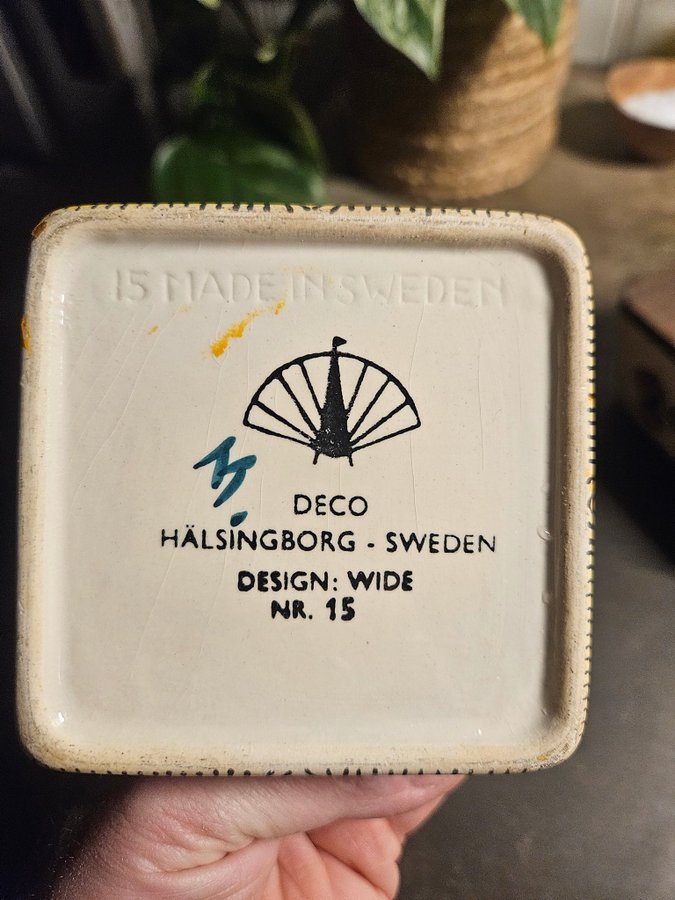 15 MADE IN SWEDEN
DECO
HÄLSINGBORG - SWEDEN
DESIGN: WIDE
NR. 15